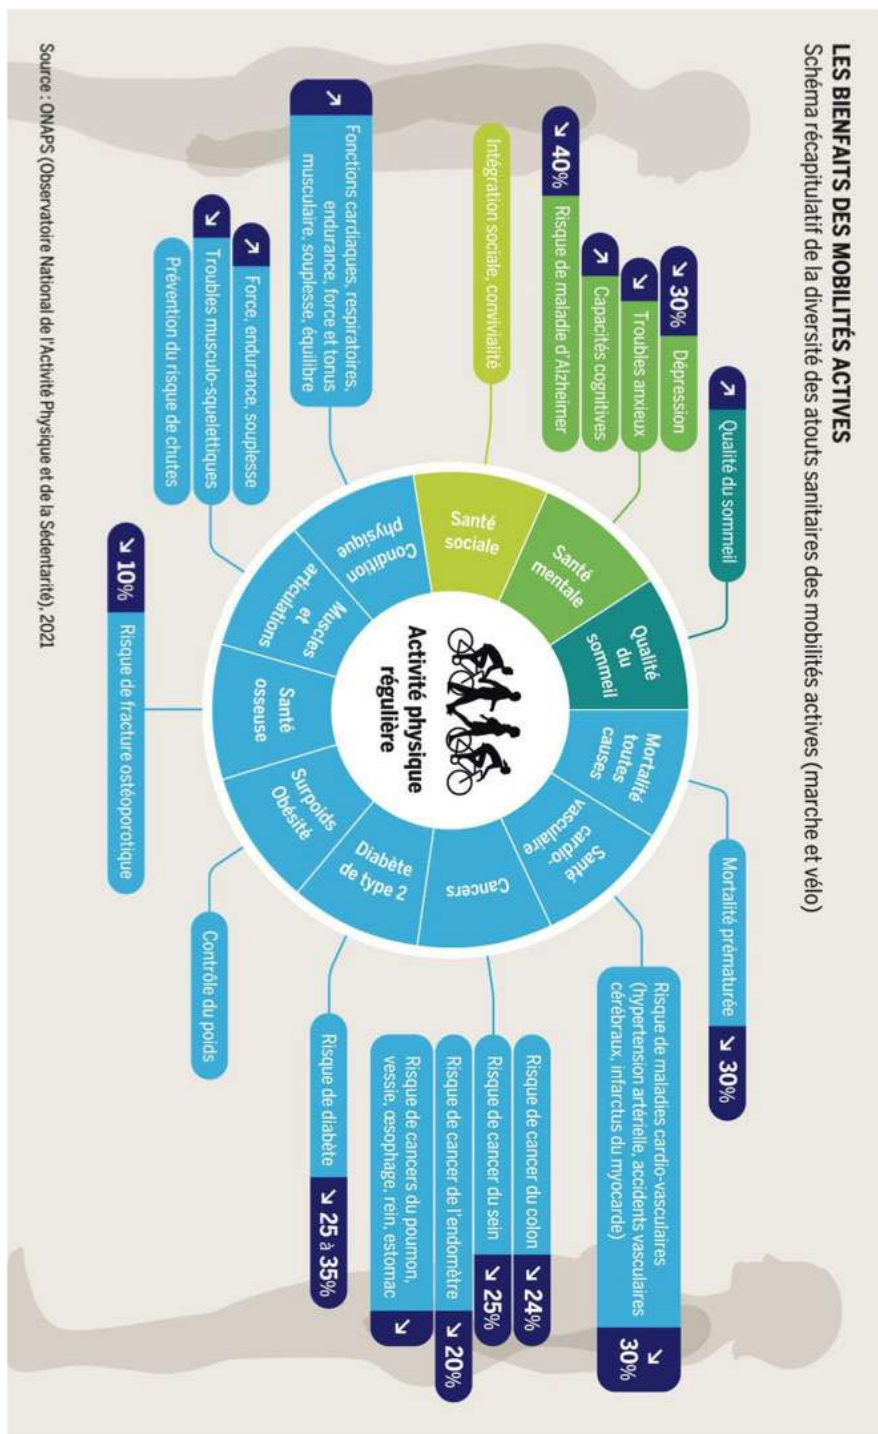 LES BIENFAITS DES MOBILITÉS ACTIVES
Schéma récapitulatif de la diversité des atouts sanitaires des mobilités actives (marche et vélo)
↗ Qualité du sommeil
↘ 30% Dépression
↘ Troubles anxieux
↗ Capacités cognitives
↘ 40% Risque de maladie d'Alzheimer
Intégration sociale, convivialité
↗ Fonctions cardiaques, respiratoires,
endurance, force et tonus
musculaire, souplesse, équilibre
↗ Force, endurance, souplesse
↘ Troubles musculo-squelettiques
Prévention du risque de chutes
↘ 10% Risque de fracture ostéoporotique
Qualité
du
sommeil
Santé
mentale
Santé
sociale
Condition
physique
Muscles
et
articulations
Santé
osseuse
Surpoids
Obésité
Diabète
de type 2
Cancers
Santé
cardio-
vasculaire
Mortalité
toutes
causes
Activité physique
régulière
Mortalité prématurée ↘ 30%
Risque de maladies cardio-vasculaires
(hypertension artérielle, accidents vasculaires
cérébraux, infarctus du myocarde)
↘ 30%
Risque de cancer du colon ↘ 24%
Risque de cancer du sein ↘ 25%
Risque de cancer de l'endomètre ↘ 20%
Risque de cancers du poumon,
vessie, œsophage, rein, estomac ↘
Risque de diabète ↘ 25 à 35%
Contrôle du poids
Source : ONAPS (Observatoire National de l'Activité Physique et de la Sédentarité), 2021